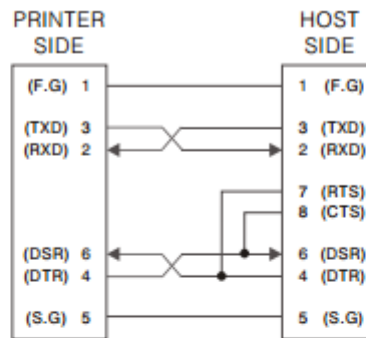 PRINTER SIDE
HOST SIDE
(F.G) 1
1 (F.G)
(TXD) 3
3 (TXD)
(RXD) 2
2 (RXD)
7 (RTS)
8 (CTS)
(DSR) 6
6 (DSR)
(DTR) 4
4 (DTR)
(S.G) 5
5 (S.G)